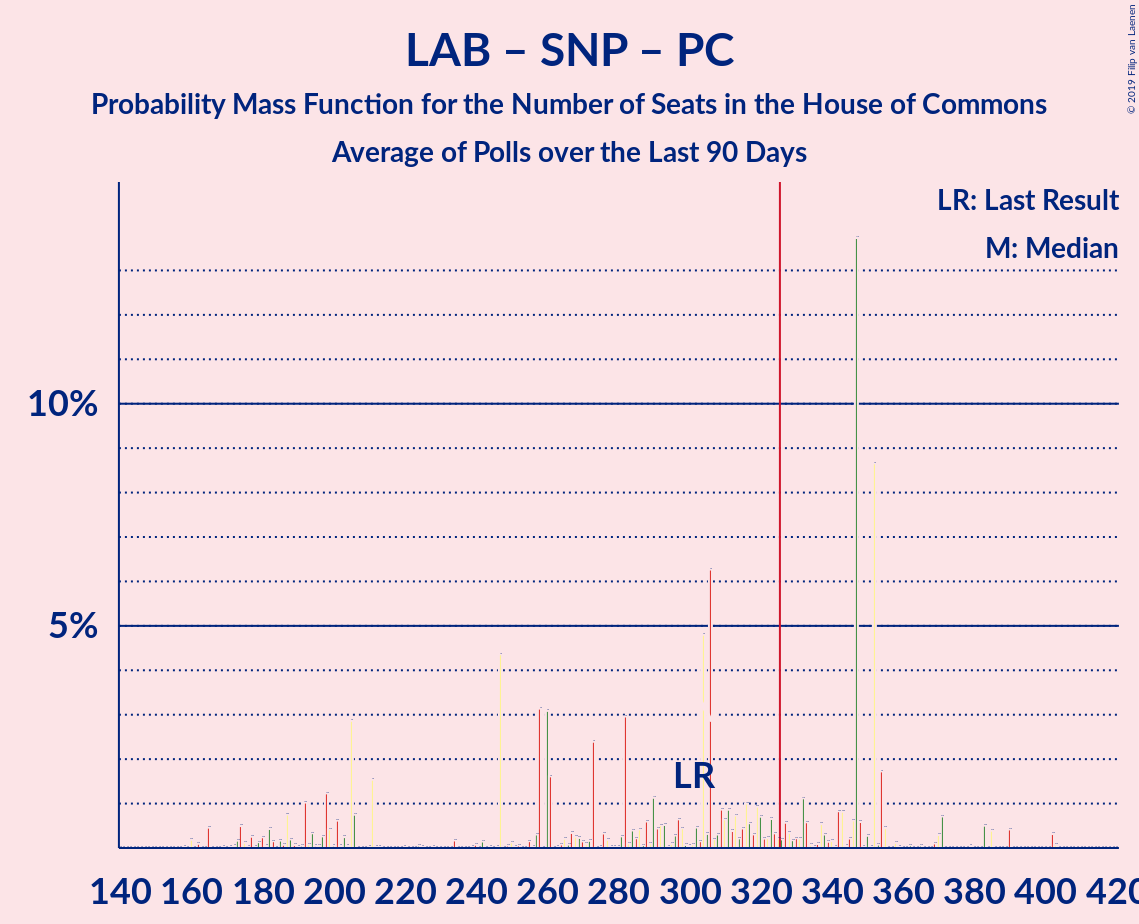 LAB – SNP – PC
Probability Mass Function for the Number of Seats in the House of Commons
Average of Polls over the Last 90 Days
© 2019 Filip van Laenen
LR: Last Result
M: Median
10%
5%
LR
140 160 180 200 220 240 260 280 300 320 340 360 380 400 420